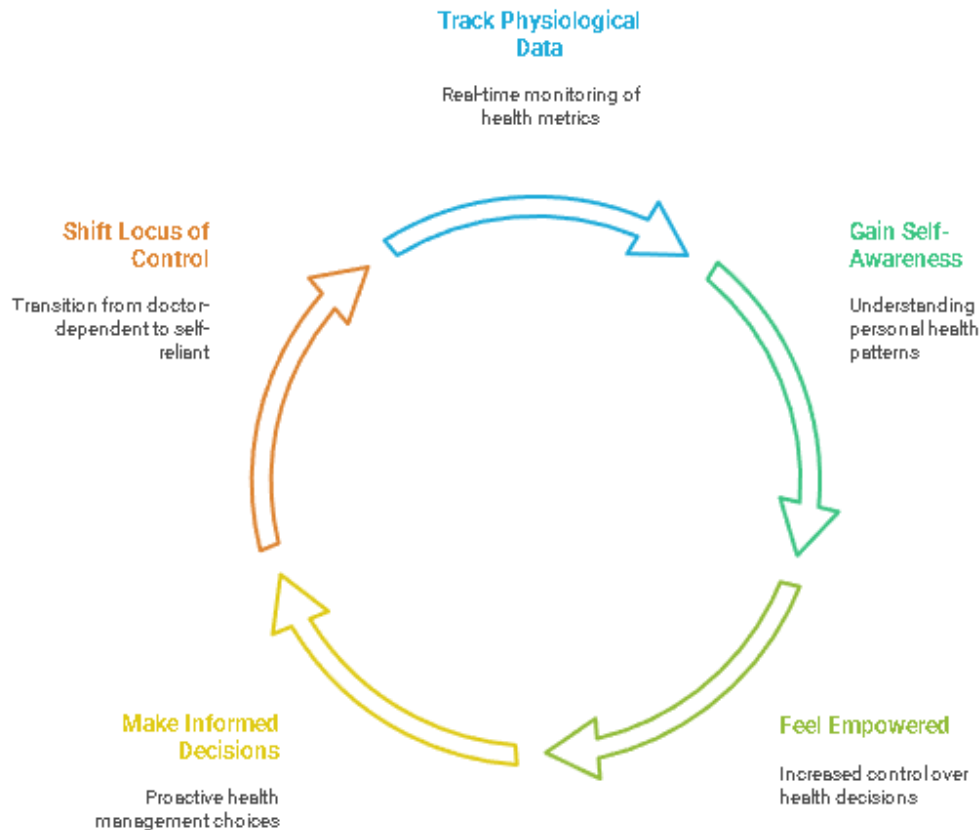 Track Physiological
Data
Real-time monitoring of
health metrics
Gain Self-
Awareness
Understanding
personal health
patterns
Feel Empowered
Increased control over
health decisions
Make Informed
Decisions
Proactive health
management choices
Shift Locus of
Control
Transition from doctor-
dependent to self-
reliant